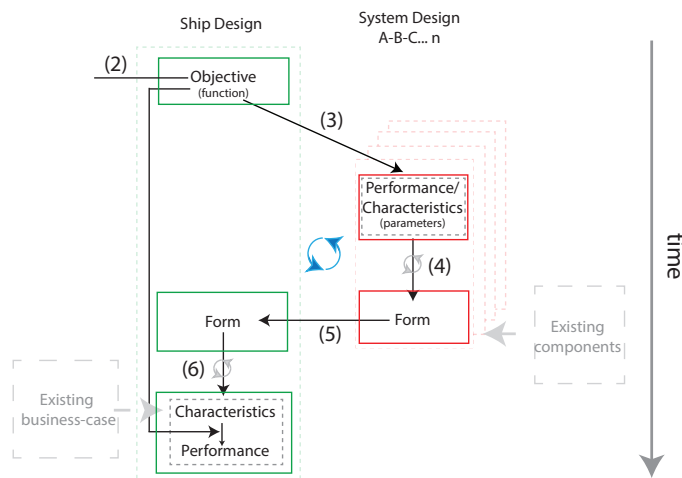 Ship Design
System Design
A-B-C... n
(2)
Objective
(function)
(3)
Performance/
Characteristics
(parameters)
(4)
time
Form
(5)
Form
Existing
components
(6)
Existing
business-case
Characteristics
Performance